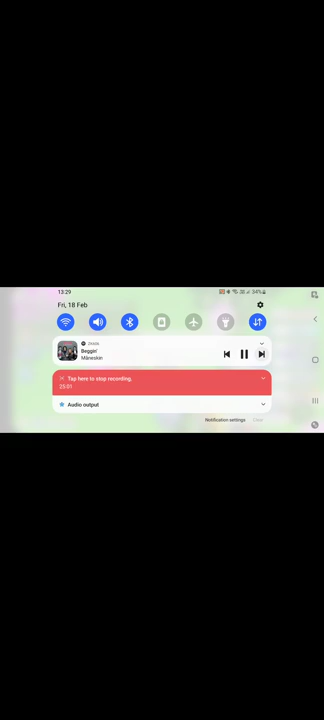 13:29
34%
Fri, 18 Feb
Beggin'
Måneskin
Tap here to stop recording,
25:01
Audio output
Notification settings
Clear